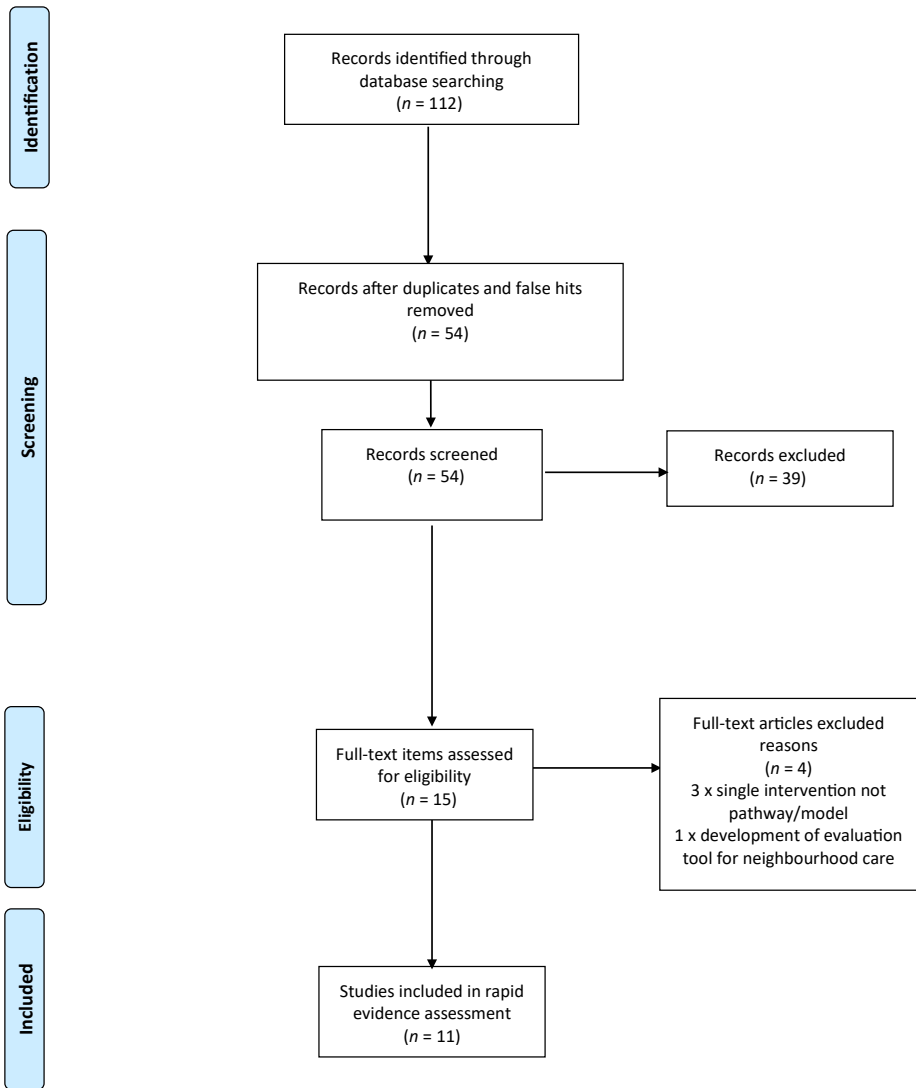 Identification
Records identified through
database searching
(n = 112)
Screening
Records after duplicates and false hits
removed
(n = 54)
Records screened
(n = 54)
Records excluded
(n = 39)
Eligibility
Full-text items assessed
for eligibility
(n = 15)
Full-text articles excluded
reasons
(n = 4)
3 x single intervention not
pathway/model
1 x development of evaluation
tool for neighbourhood care
Included
Studies included in rapid
evidence assessment
(n = 11)